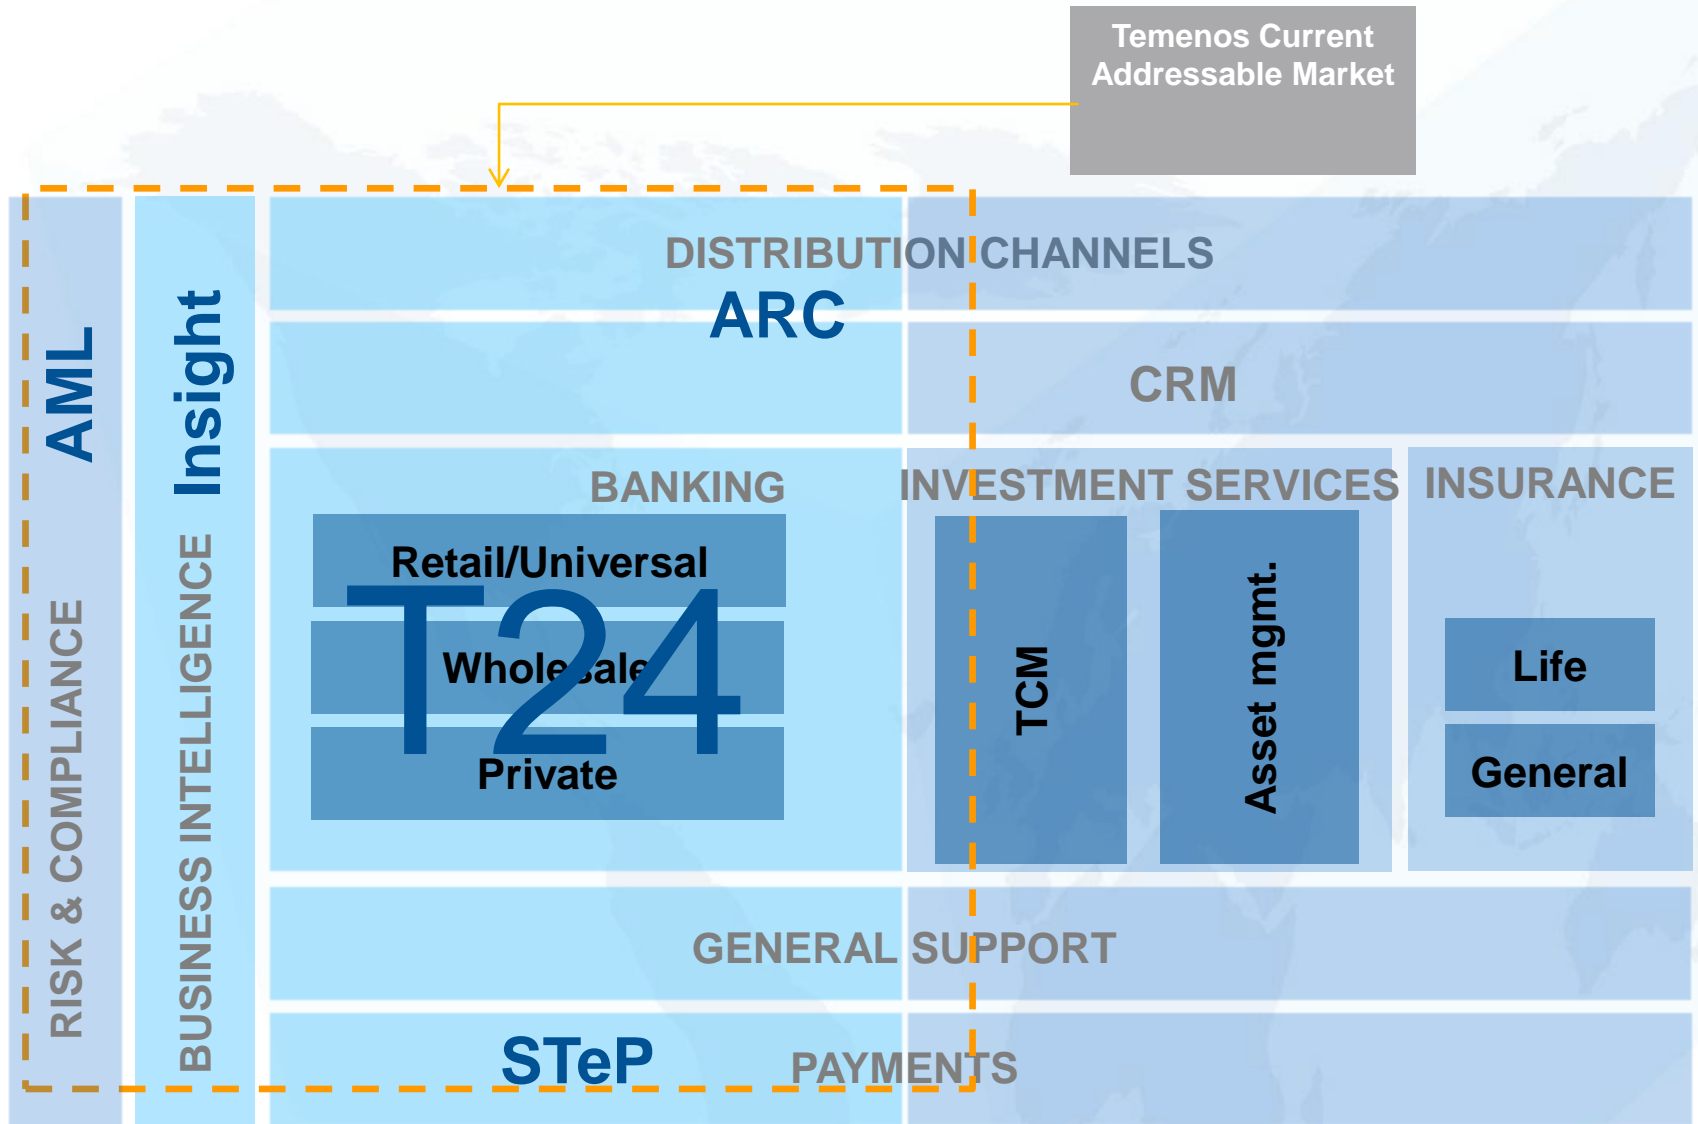 Temenos Current
Addressable Market
DISTRIBUTION CHANNELS
ARC
CRM
AML
RISK & COMPLIANCE
Insight
BUSINESS INTELLIGENCE
BANKING
Retail/Universal
T24
Wholesale
Private
INVESTMENT SERVICES
TCM
Asset mgmt.
INSURANCE
Life
General
GENERAL SUPPORT
STeP
PAYMENTS